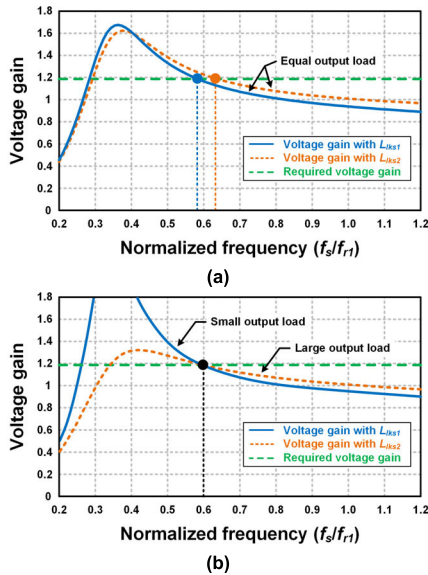 (a)
1.8
1.6
1.4
1.2
1
0.8
0.6
0.4
0.2
0
Voltage gain
Equal output load
Voltage gain with Llks1
Voltage gain with Llks2
Required voltage gain
0.2 0.3 0.4 0.5 0.6 0.7 0.8 0.9 1.0 1.1 1.2
Normalized frequency (fs/fr1)
(a)
1.8
1.6
1.4
1.2
1
0.8
0.6
0.4
0.2
0
Voltage gain
Small output load
Large output load
Voltage gain with Llks1
Voltage gain with Llks2
Required voltage gain
0.2 0.3 0.4 0.5 0.6 0.7 0.8 0.9 1.0 1.1 1.2
Normalized frequency (fs/fr1)
(b)